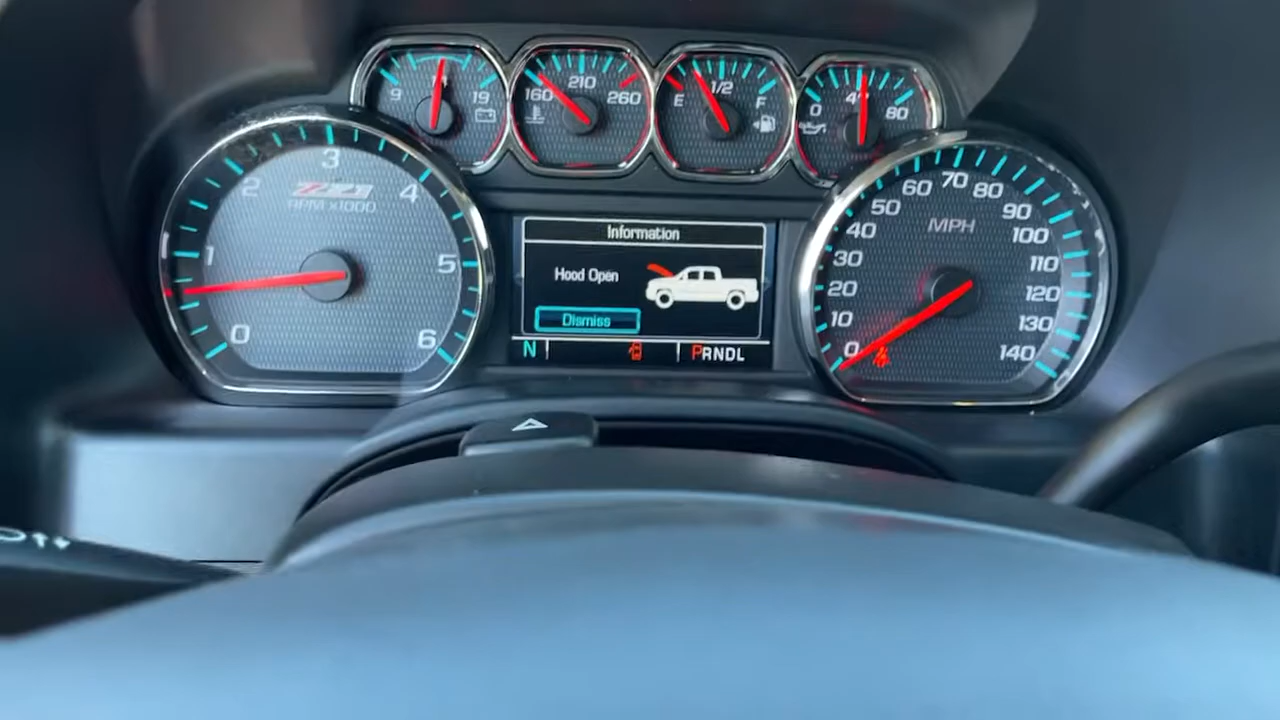 9 19
160 210 260
E 1/2 F
0 40 80
0 1 2 3 4 5 6
Z71
RPM x1000
Information
Hood Open
Dismiss
N
PRNDL
0 10 20 30 40 50 60 70 80 90 100 110 120 130 140
MPH